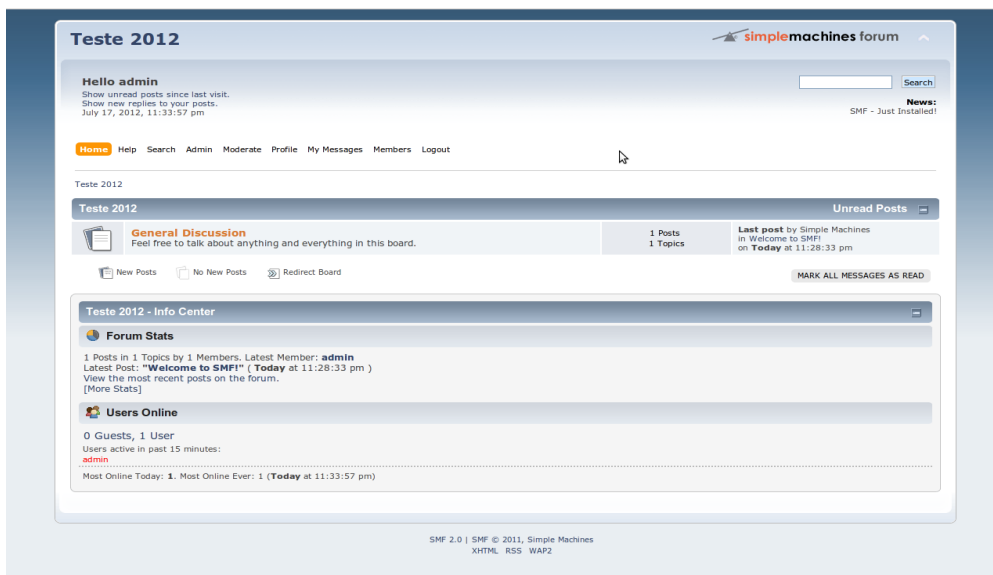 Teste 2012
simplemachines forum
Hello admin
Show unread posts since last visit.
Show new replies to your posts.
July 17, 2012, 11:33:57 pm
Search
News:
SMF - Just Installed!
Home Help Search Admin Moderate Profile My Messages Members Logout
Teste 2012
Teste 2012 Unread Posts
General Discussion
Feel free to talk about anything and everything in this board.
1 Posts
1 Topics
Last post by Simple Machines
in Welcome to SMF!
on Today at 11:28:33 pm
New Posts No New Posts Redirect Board
MARK ALL MESSAGES AS READ
Teste 2012 - Info Center
Forum Stats
1 Posts in 1 Topics by 1 Members. Latest Member: admin
Latest Post: "Welcome to SMF!" ( Today at 11:28:33 pm )
View the most recent posts on the forum.
[More Stats]
Users Online
0 Guests, 1 User
Users active in past 15 minutes:
admin
Most Online Today: 1. Most Online Ever: 1 (Today at 11:33:57 pm)
SMF 2.0 | SMF © 2011, Simple Machines
XHTML RSS WAP2